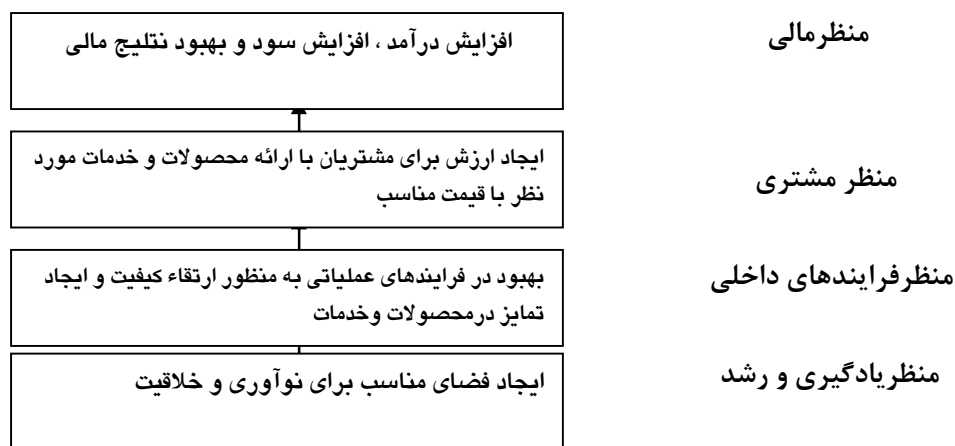 منظرمالی
افزایش درآمد ، افزایش سود و بهبود نتلیج مالی
منظر مشتری
ایجاد ارزش برای مشتریان با ارائه محصولات و خدمات مورد
نظر با قیمت مناسب
منظرفرایندهای داخلی
بهبود در فرایندهای عملیاتی به منظور ارتقاء کیفیت و ایجاد
تمایز درمحصولات وخدمات
منظریادگیری و رشد
ایجاد فضای مناسب برای نوآوری و خلاقیت